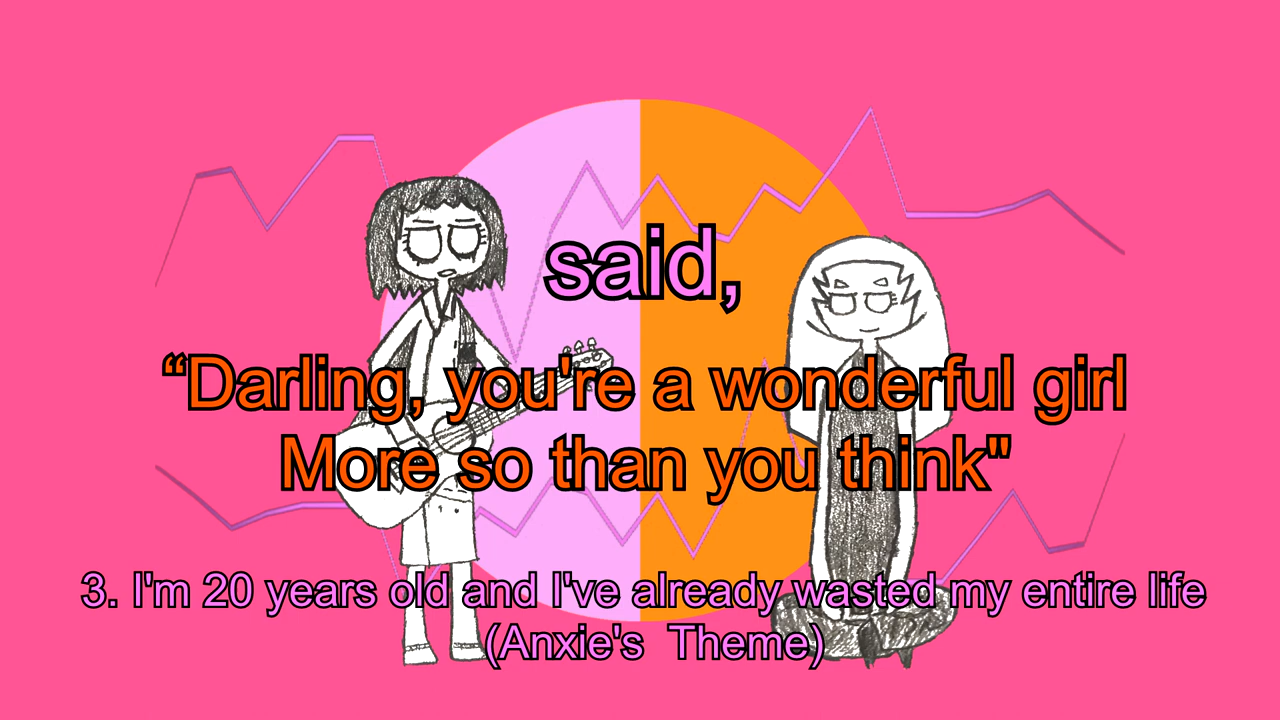 said,
“Darling, you're a wonderful girl
More so than you think"
3. I'm 20 years old and I've already wasted my entire life
(Anxie's Theme)